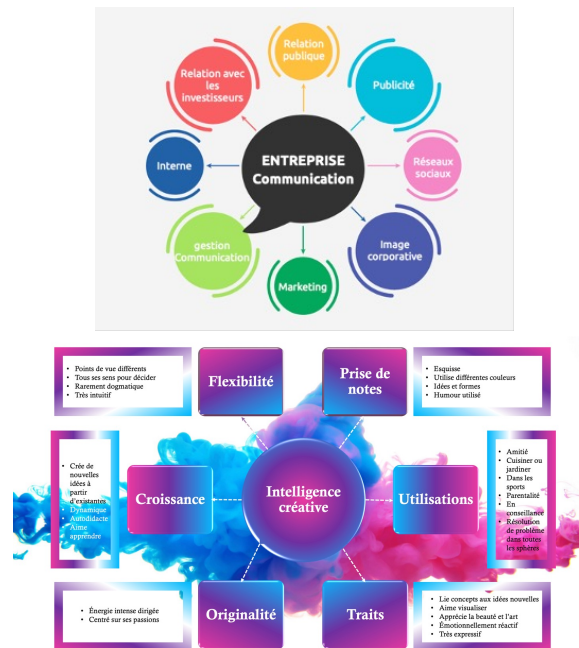 Relation
publique
Relation avec
les
investisseurs
Publicité
Interne
ENTREPRISE
Communication
Réseaux
sociaux
gestion
Communication
Image
corporative
Marketing
Points de vue différents
Tous ses sens pour décider
Rarement dogmatique
Très intuitif
Flexibilité
Prise de
notes
Esquisse
Utilise différentes couleurs
Idées et formes
Humour utilisé
Crée de
nouvelles
idées à
partir
d'existantes
Dynamique
Autodidacte
Aime
apprendre
Croissance
Intelligence
créative
Utilisations
Amitié
Cuisiner ou
jardiner
Dans les
sports
Parentalité
En
conseillance
Résolution
de problème
dans toutes
les sphères
Énergie intense dirigée
Centré sur ses passions
Originalité
Traits
Lie concepts aux idées nouvelles
Aime visualiser
Apprécie la beauté et l'art
Émotionnellement réactif
Très expressif